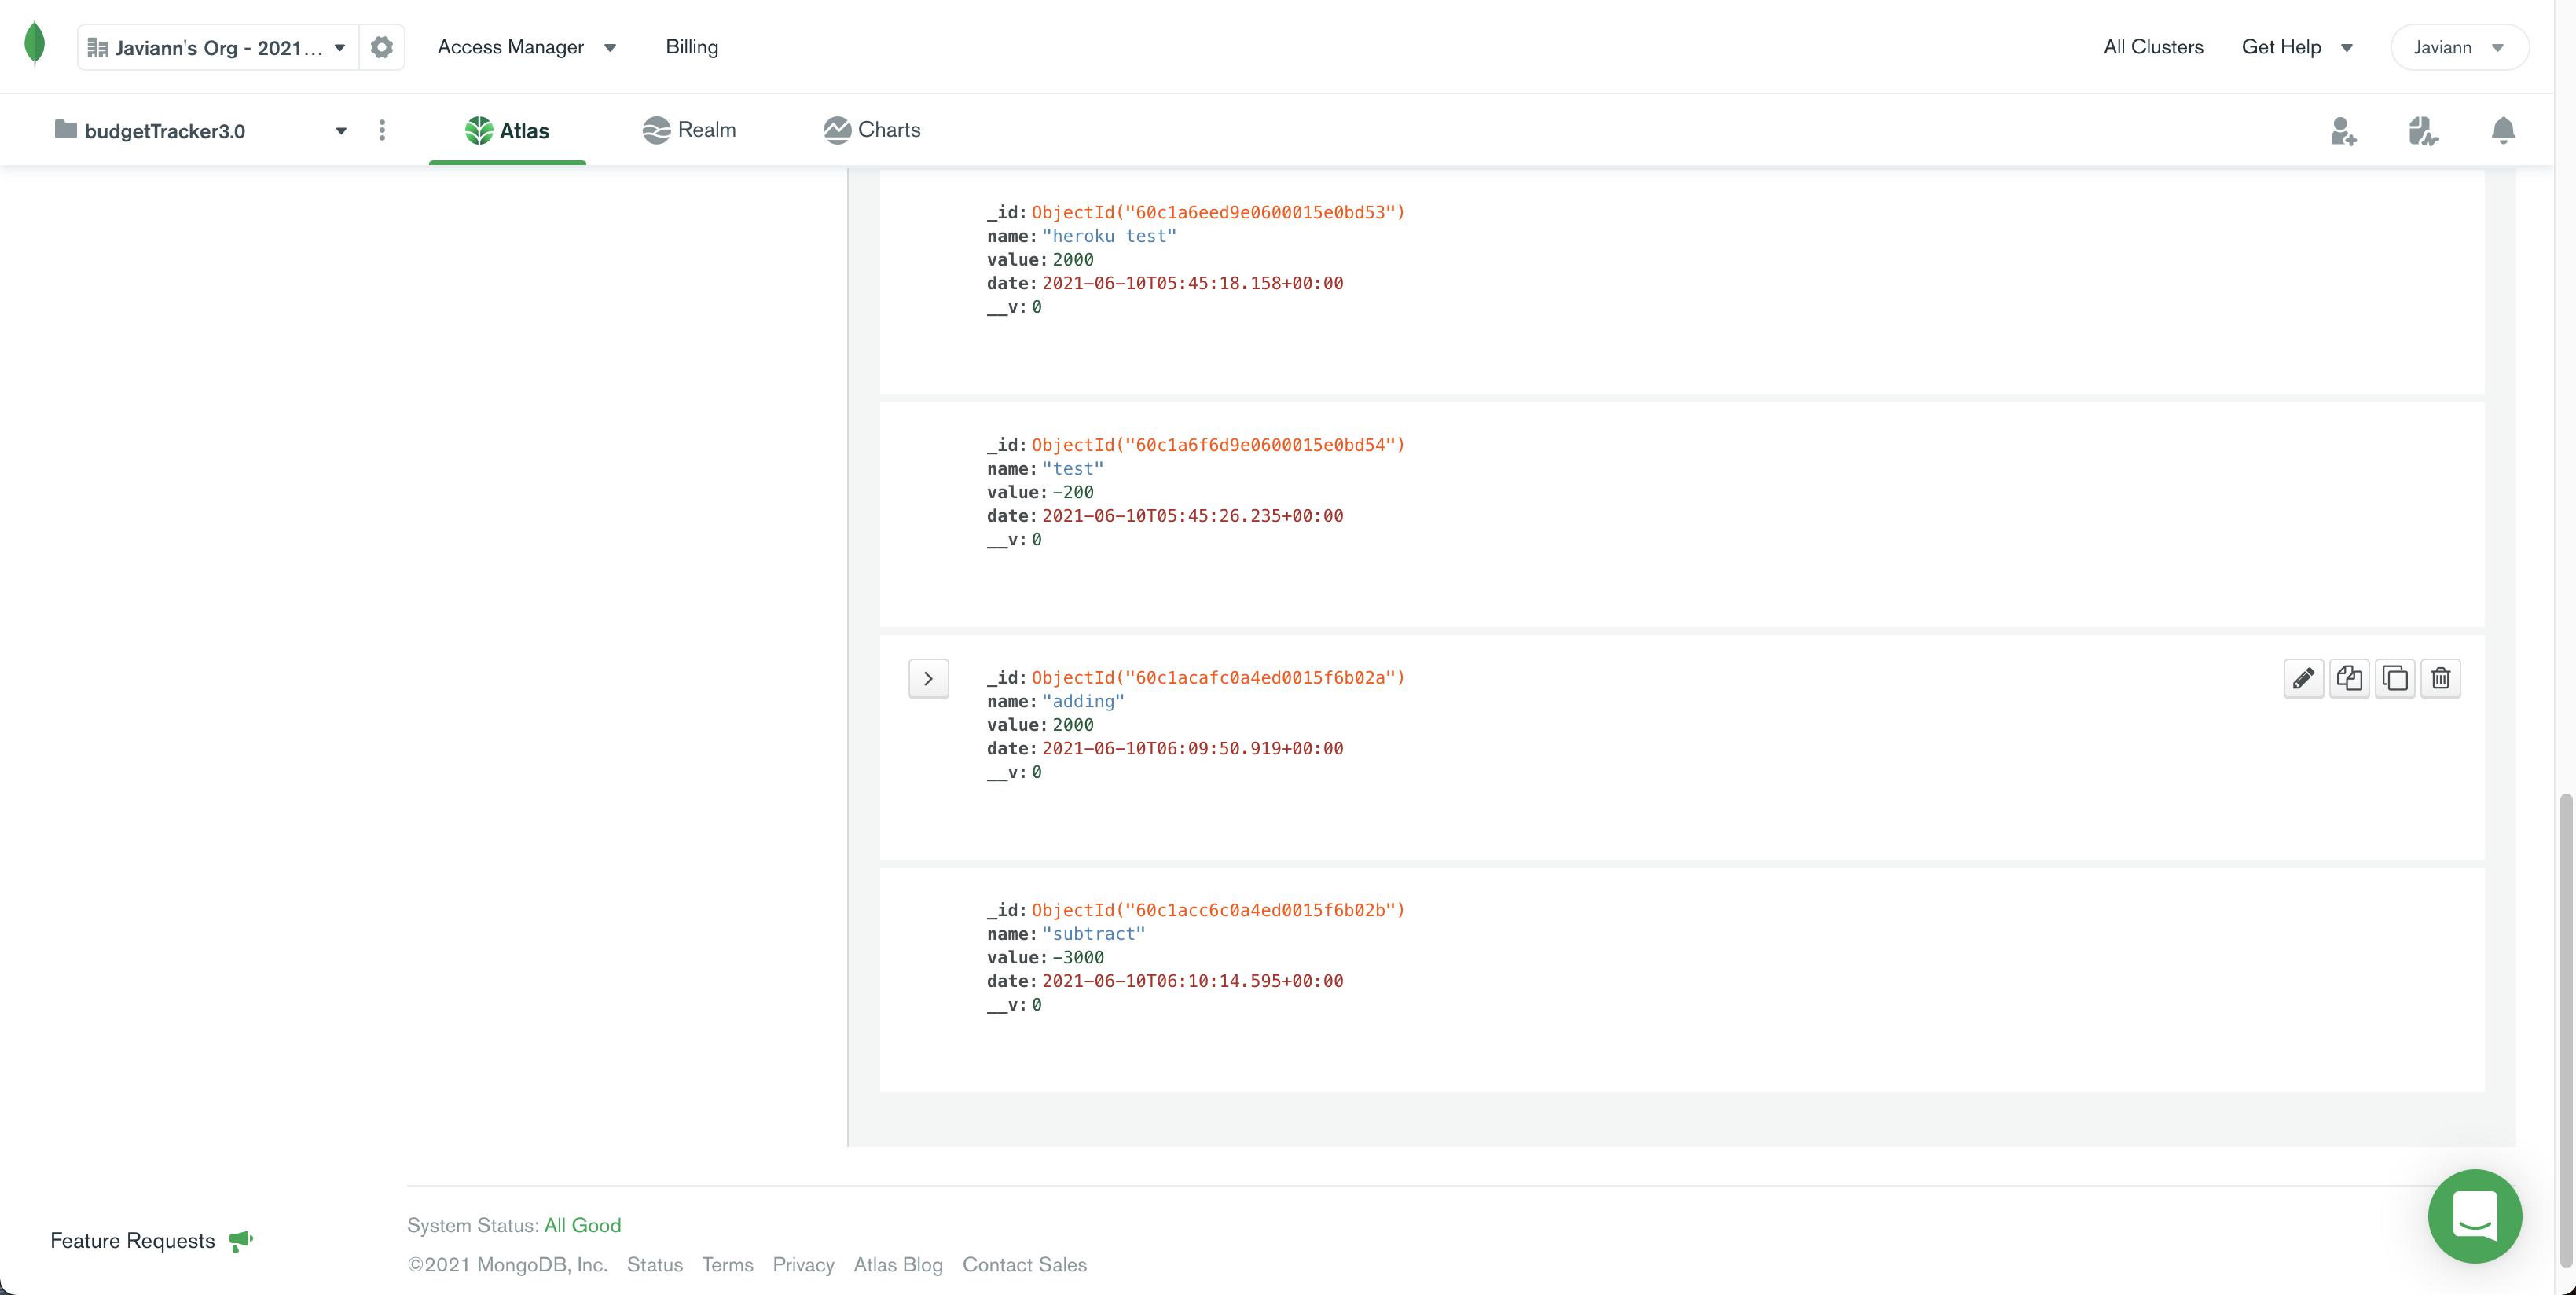 Javiann's Org - 2021... Access Manager Billing All Clusters Get Help Javiann
budgetTracker3.0 Atlas Realm Charts
_id: ObjectId("60c1a6eed9e0600015e0bd53")
name: "heroku test"
value: 2000
date: 2021-06-10T05:45:18.158+00:00
__v: 0
_id: ObjectId("60c1a6f6d9e0600015e0bd54")
name: "test"
value: -200
date: 2021-06-10T05:45:26.235+00:00
__v: 0
_id: ObjectId("60c1acafc0a4ed0015f6b02a")
name: "adding"
value: 2000
date: 2021-06-10T06:09:50.919+00:00
__v: 0
_id: ObjectId("60c1acc6c0a4ed0015f6b02b")
name: "subtract"
value: -3000
date: 2021-06-10T06:10:14.595+00:00
__v: 0
Feature Requests
System Status: All Good
©2021 MongoDB, Inc. Status Terms Privacy Atlas Blog Contact Sales